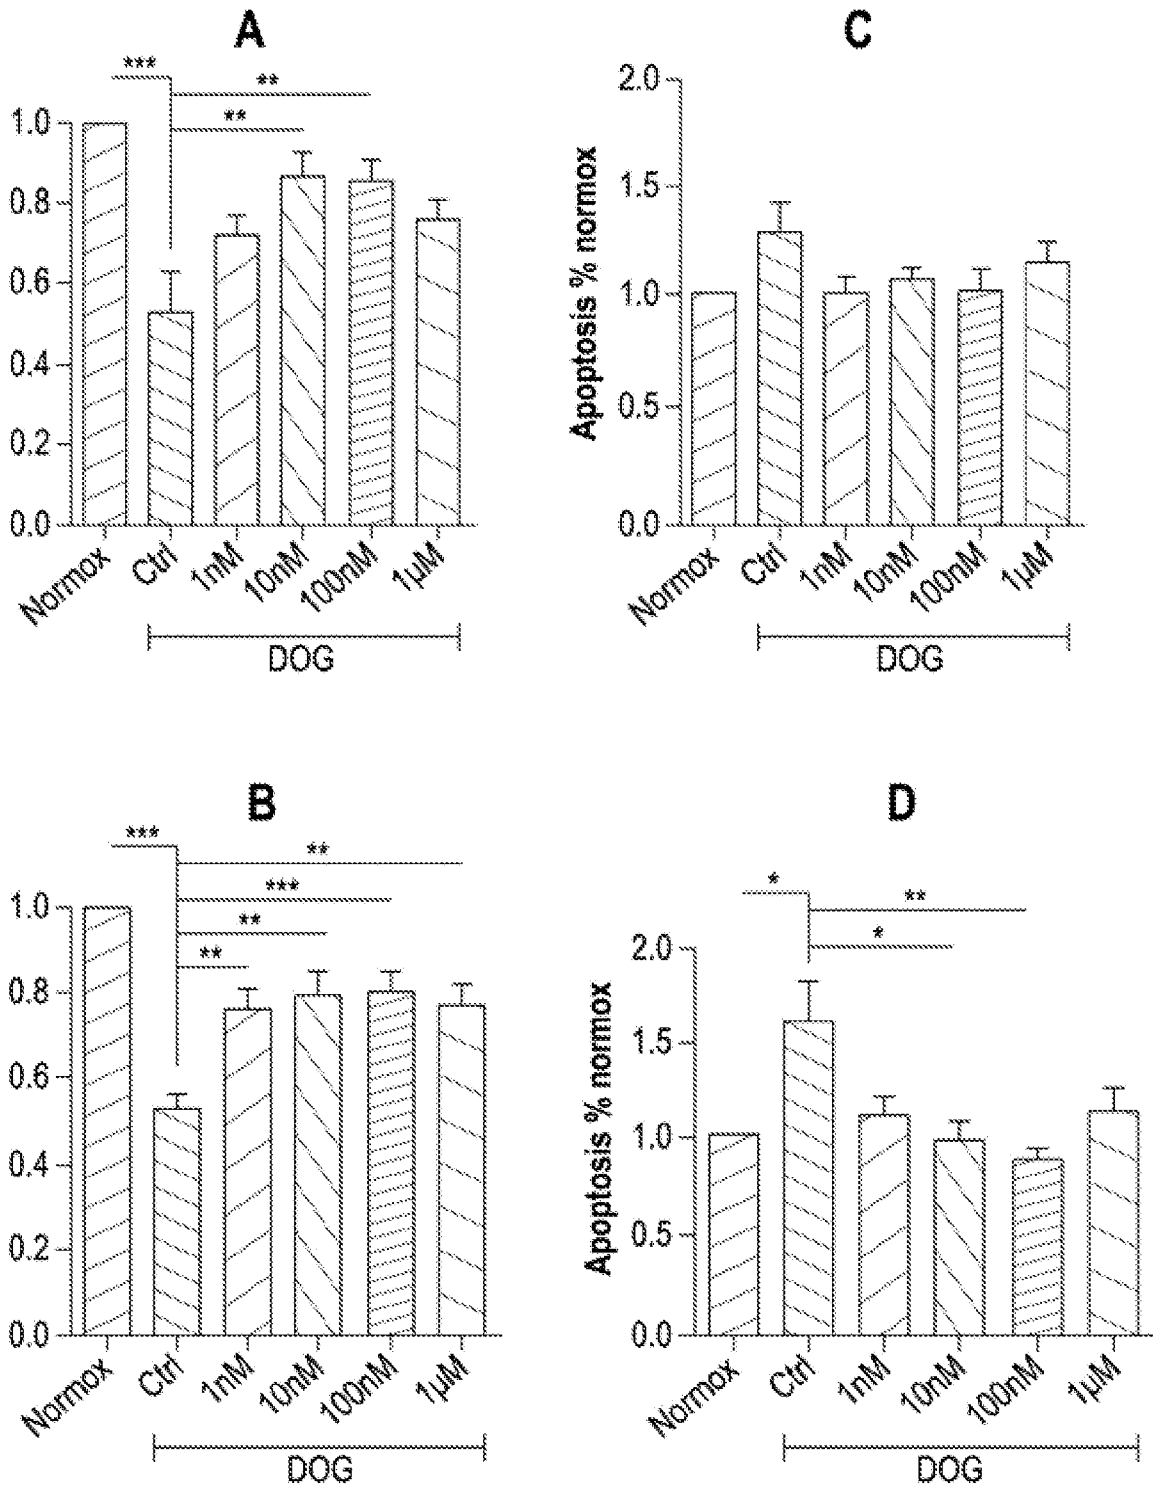 A
***
**
**
1.0
0.8
0.6
0.4
0.2
0.0
Normox
Ctrl
1nM
10nM
100nM
1µM
DOG
C
Apoptosis % normox
2.0
1.5
1.0
0.5
0.0
Normox
Ctrl
1nM
10nM
100nM
1µM
DOG
B
***
**
***
**
**
1.0
0.8
0.6
0.4
0.2
0.0
Normox
Ctrl
1nM
10nM
100nM
1µM
DOG
D
*
**
*
Apoptosis % normox
2.0
1.5
1.0
0.5
0.0
Normox
Ctrl
1nM
10nM
100nM
1µM
DOG